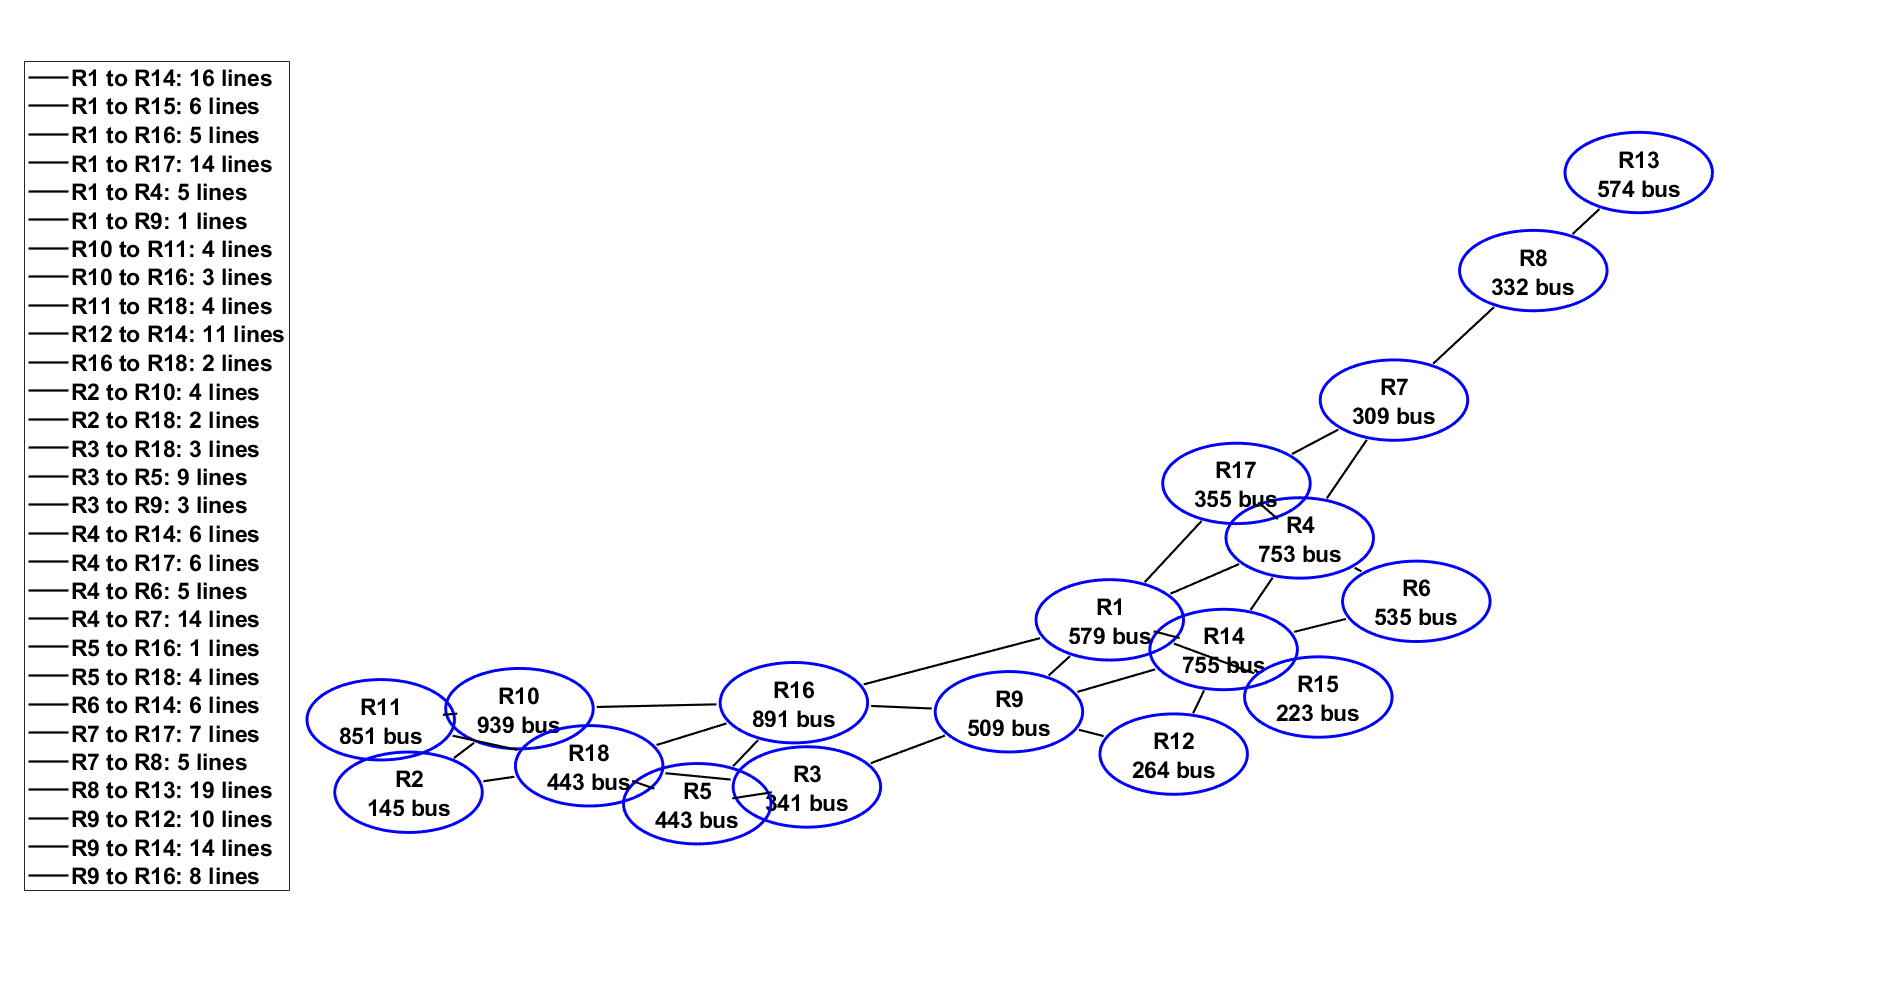 R1 to R14: 16 lines
R1 to R15: 6 lines
R1 to R16: 5 lines
R1 to R17: 14 lines
R1 to R4: 5 lines
R1 to R9: 1 lines
R10 to R11: 4 lines
R10 to R16: 3 lines
R11 to R18: 4 lines
R12 to R14: 11 lines
R16 to R18: 2 lines
R2 to R10: 4 lines
R2 to R18: 2 lines
R3 to R18: 3 lines
R3 to R5: 9 lines
R3 to R9: 3 lines
R4 to R14: 6 lines
R4 to R17: 6 lines
R4 to R6: 5 lines
R4 to R7: 14 lines
R5 to R16: 1 lines
R5 to R18: 4 lines
R6 to R14: 6 lines
R7 to R17: 7 lines
R7 to R8: 5 lines
R8 to R13: 19 lines
R9 to R12: 10 lines
R9 to R14: 14 lines
R9 to R16: 8 lines
R13
574 bus
R8
332 bus
R7
309 bus
R17
355 bus
R4
753 bus
R6
535 bus
R1
579 bus
R14
755 bus
R15
223 bus
R16
891 bus
R9
509 bus
R12
264 bus
R10
939 bus
R11
851 bus
R18
443 bus
R2
145 bus
R5
443 bus
R3
341 bus